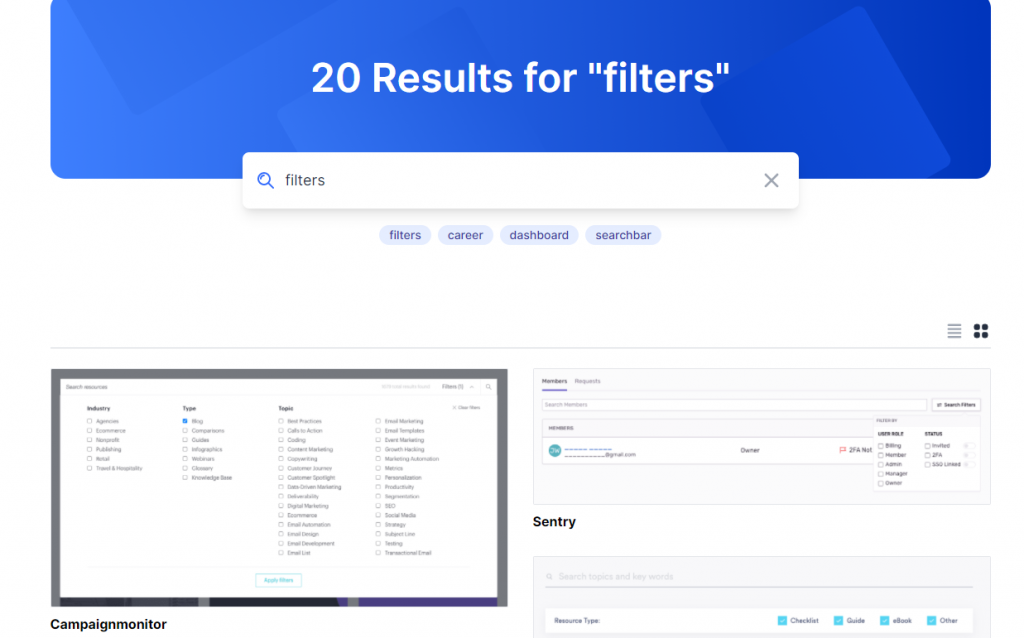 20 Results for "filters"
filters
filters career dashboard searchbar
Search resources
Filters (1)
Clear filters
Industry
Agencies
Ecommerce
Nonprofit
Publishing
Retail
Travel & Hospitality
Type
Blog
Comparisons
Guides
Infographics
Webinars
Glossary
Knowledge Base
Topic
Best Practices
Calls to Action
Coding
Content Marketing
Copywriting
Customer Journey
Customer Spotlight
Data-Driven Marketing
Deliverability
Digital Marketing
Ecommerce
Email Automation
Email Design
Email Development
Email List
Email Marketing
Email Templates
Event Marketing
Growth Hacking
Marketing Automation
Metrics
Personalization
Productivity
Segmentation
SEO
Social Media
Strategy
Subject Line
Testing
Transactional Email
Apply filters
Campaignmonitor
Members Requests
Search Members
Search Filters
MEMBERS
JW
@gmail.com
Owner
2FA Not
FILTER BY
USER ROLE
Billing
Member
Admin
Manager
Owner
STATUS
Invited
2FA
SSO Linked
Sentry
Search topics and key words
Resource Type: Checklist Guide eBook Other